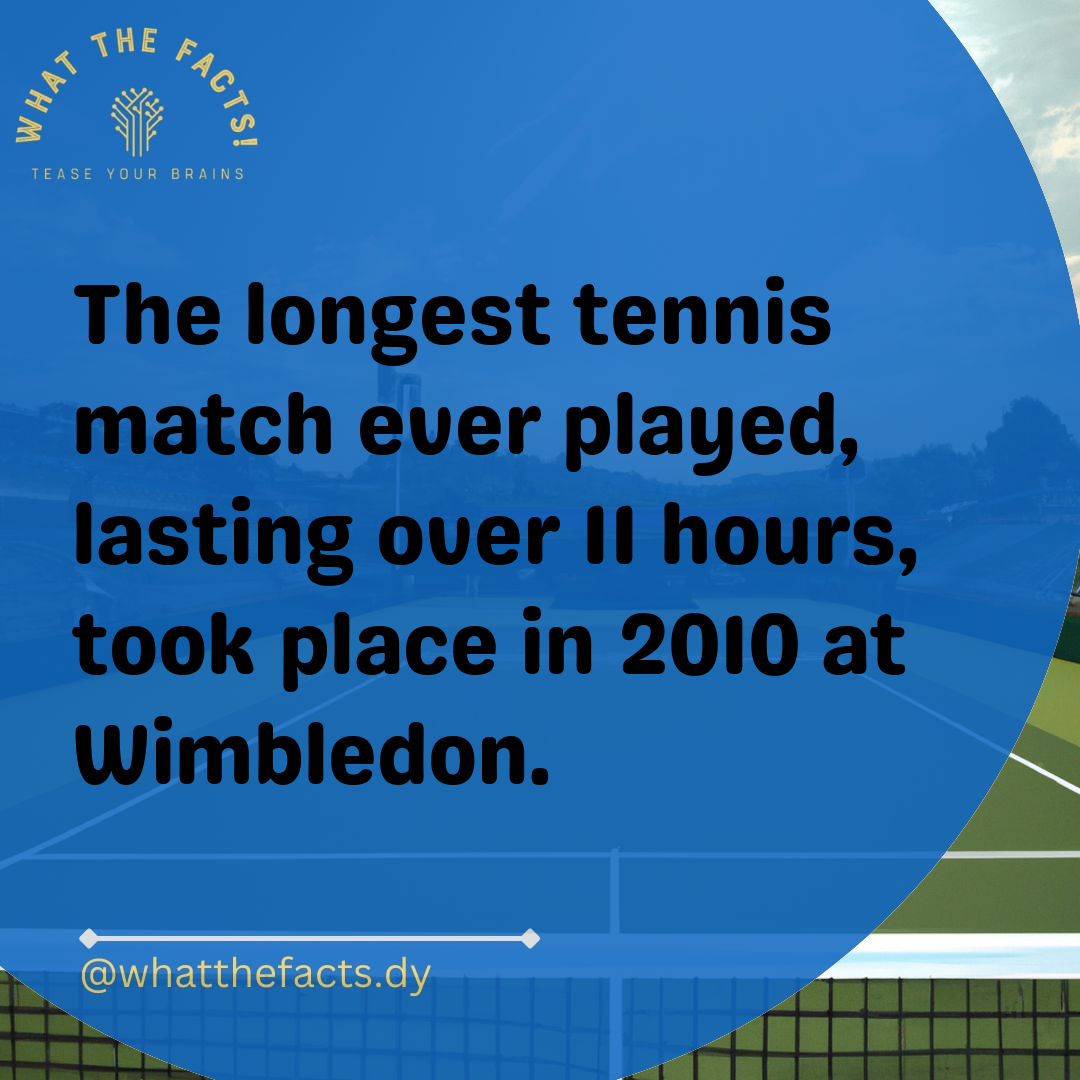 WHAT THE FACTS!
TEASE YOUR BRAINS
The longest tennis
match ever played,
lasting over 11 hours,
took place in 2010 at
Wimbledon.
@whatthefacts.dy